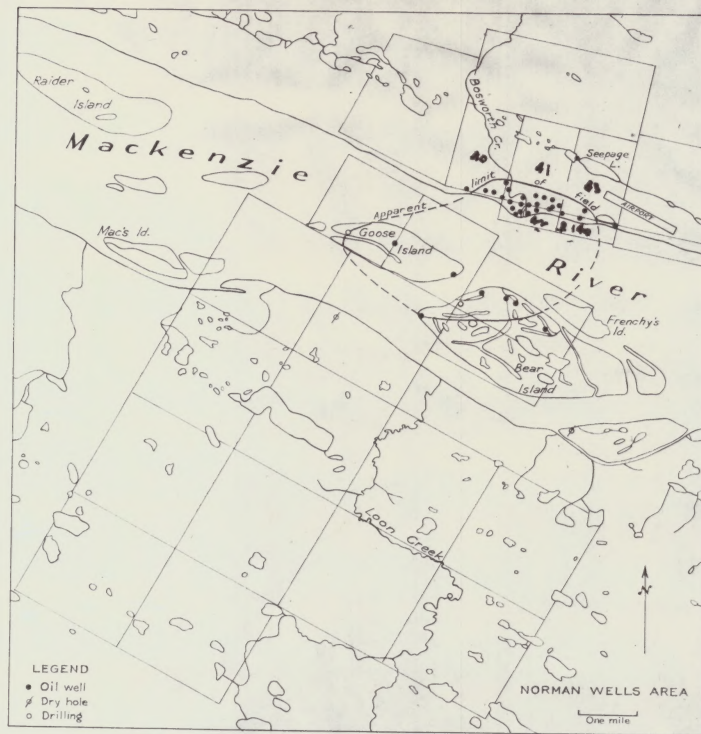 Raider
Island
Mackenzie
Bosworth Cr.
40
41
Seepage
limit
of
field
AIRPORT
Apparent
Goose
Island
Mac's Id.
River
Frenchy's
Id.
Bear
Island
Loon Creek
N
LEGEND
Oil well
Dry hole
Drilling
NORMAN WELLS AREA
One mile